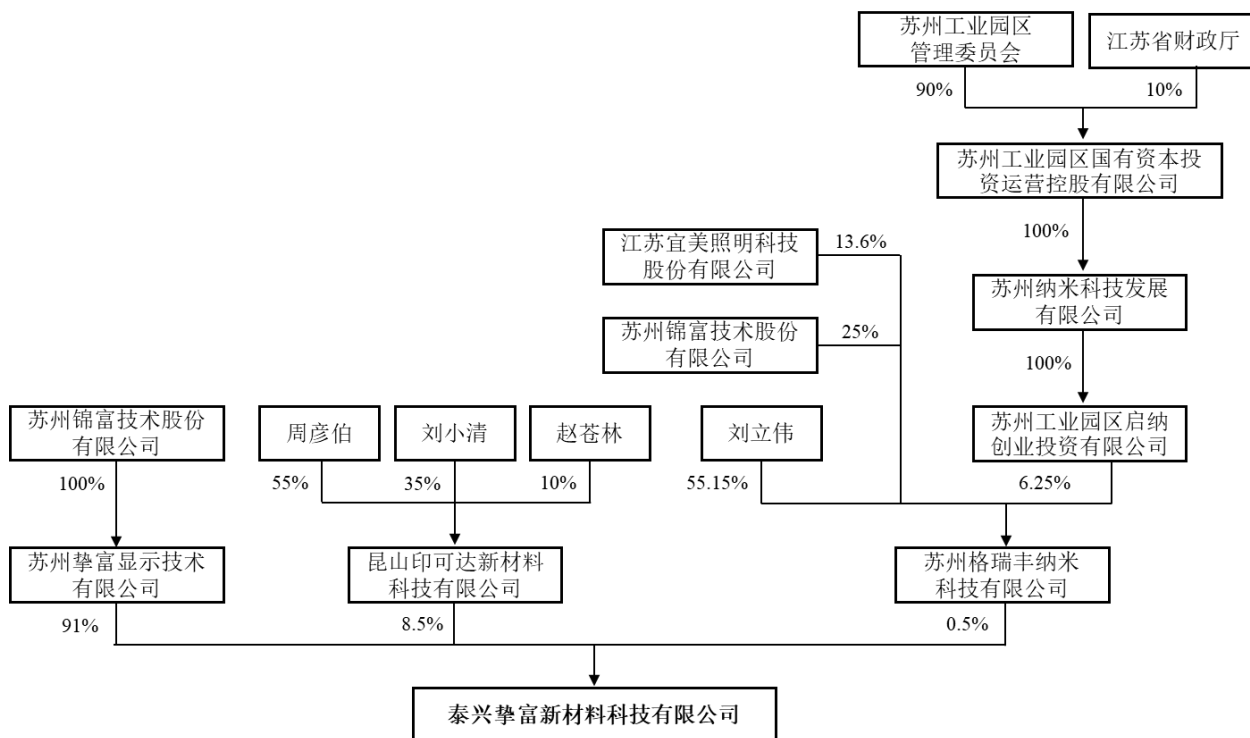 苏州工业园区
管理委员会
江苏省财政厅
90%
10%
苏州工业园区国有资本投
资运营控股有限公司
100%
江苏宜美照明科技
股份有限公司
13.6%
苏州纳米科技发展
有限公司
苏州锦富技术股份
有限公司
25%
100%
苏州锦富技术股份
有限公司
周彦伯
刘小清
赵苍林
刘立伟
苏州工业园区启纳
创业投资有限公司
100%
55%
35%
10%
55.15%
6.25%
苏州挚富显示技术
有限公司
昆山印可达新材料
科技有限公司
苏州格瑞丰纳米
科技有限公司
91%
8.5%
0.5%
泰兴挚富新材料科技有限公司